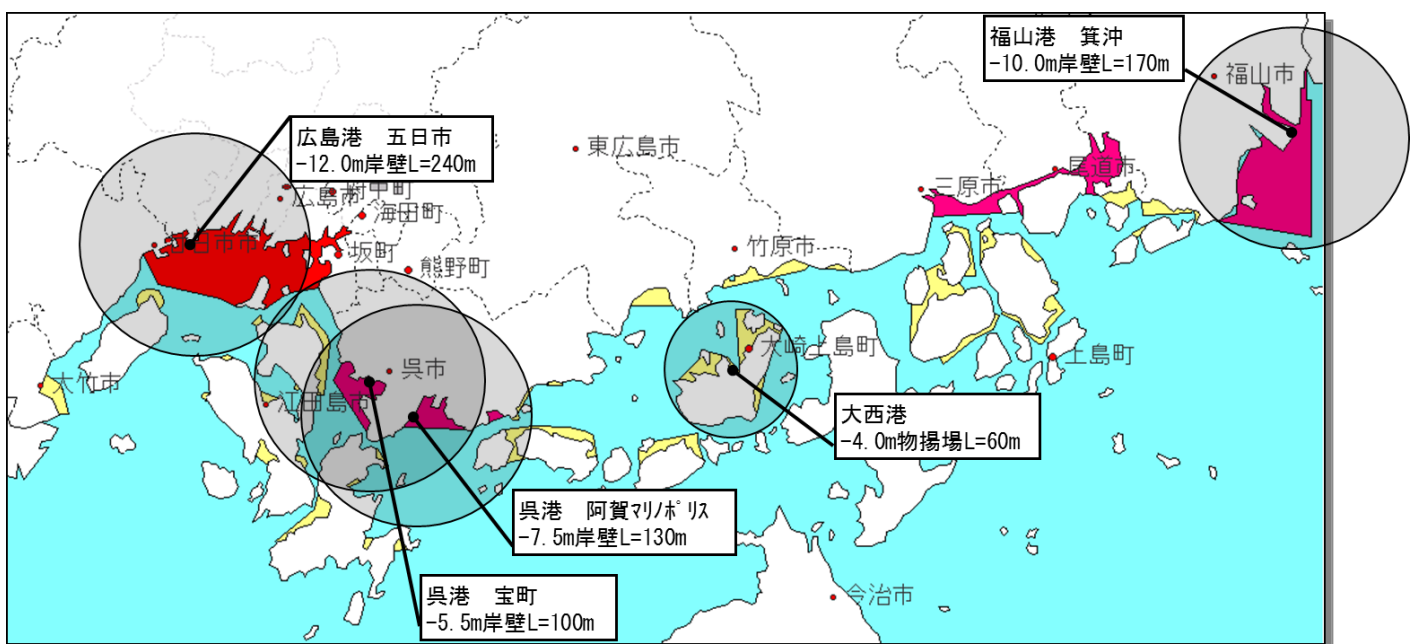 福山港　箕沖
-10.0m岸壁L=170m
福山市
広島港　五日市
-12.0m岸壁L=240m
東広島市
尾道市
三原市
広島市
府中町
海田町
廿日市市
坂町
熊野町
竹原市
大崎上島町
上島町
呉市
大竹市
江田島市
大西港
-4.0m物揚場L=60m
呉港　阿賀ﾏﾘﾉﾎﾟﾘｽ
-7.5m岸壁L=130m
呉港　宝町
-5.5m岸壁L=100m
今治市